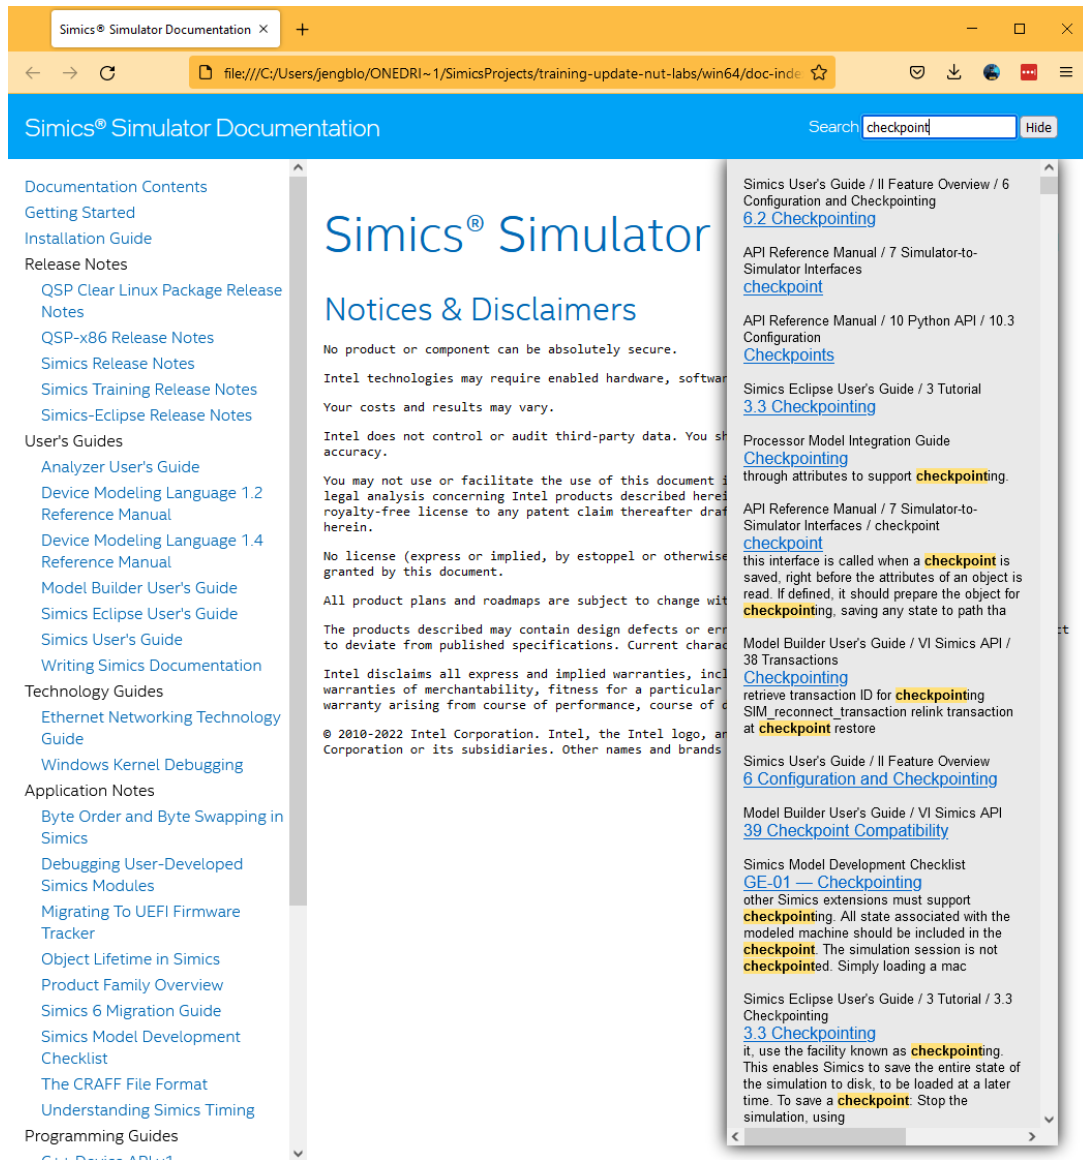 Simics® Simulator Documentation
file:///C:/Users/jengblo/ONEDRI~1/SimicsProjects/training-update-nut-labs/win64/doc-inde
Simics® Simulator Documentation
Search checkpoint Hide
Documentation Contents
Getting Started
Installation Guide
Release Notes
QSP Clear Linux Package Release
Notes
QSP-x86 Release Notes
Simics Release Notes
Simics Training Release Notes
Simics-Eclipse Release Notes
User's Guides
Analyzer User's Guide
Device Modeling Language 1.2
Reference Manual
Device Modeling Language 1.4
Reference Manual
Model Builder User's Guide
Simics Eclipse User's Guide
Simics User's Guide
Writing Simics Documentation
Technology Guides
Ethernet Networking Technology
Guide
Windows Kernel Debugging
Application Notes
Byte Order and Byte Swapping in
Simics
Debugging User-Developed
Simics Modules
Migrating To UEFI Firmware
Tracker
Object Lifetime in Simics
Product Family Overview
Simics 6 Migration Guide
Simics Model Development
Checklist
The CRAFF File Format
Understanding Simics Timing
Programming Guides
Simics® Simulator
Notices & Disclaimers
No product or component can be absolutely secure.
Intel technologies may require enabled hardware, softwar
Your costs and results may vary.
Intel does not control or audit third-party data. You sh
accuracy.
You may not use or facilitate the use of this document i
legal analysis concerning Intel products described herei
royalty-free license to any patent claim thereafter draf
herein.
No license (express or implied, by estoppel or otherwise
granted by this document.
All product plans and roadmaps are subject to change wit
The products described may contain design defects or err
to deviate from published specifications. Current charac
Intel disclaims all express and implied warranties, incl
warranties of merchantability, fitness for a particular
warranty arising from course of performance, course of d
© 2010-2022 Intel Corporation. Intel, the Intel logo, an
Corporation or its subsidiaries. Other names and brands
Simics User's Guide / II Feature Overview / 6
Configuration and Checkpointing
6.2 Checkpointing
API Reference Manual / 7 Simulator-to-
Simulator Interfaces
checkpoint
API Reference Manual / 10 Python API / 10.3
Configuration
Checkpoints
Simics Eclipse User's Guide / 3 Tutorial
3.3 Checkpointing
Processor Model Integration Guide
Checkpointing
through attributes to support checkpointing.
API Reference Manual / 7 Simulator-to-
Simulator Interfaces / checkpoint
checkpoint
this interface is called when a checkpoint is
saved, right before the attributes of an object is
read. If defined, it should prepare the object for
checkpointing, saving any state to path tha
Model Builder User's Guide / VI Simics API /
38 Transactions
Checkpointing
retrieve transaction ID for checkpointing
SIM_reconnect_transaction relink transaction
at checkpoint restore
Simics User's Guide / II Feature Overview
6 Configuration and Checkpointing
Model Builder User's Guide / VI Simics API
39 Checkpoint Compatibility
Simics Model Development Checklist
GE-01 — Checkpointing
other Simics extensions must support
checkpointing. All state associated with the
modeled machine should be included in the
checkpoint. The simulation session is not
checkpointed. Simply loading a mac
Simics Eclipse User's Guide / 3 Tutorial / 3.3
Checkpointing
3.3 Checkpointing
it, use the facility known as checkpointing.
This enables Simics to save the entire state of
the simulation to disk, to be loaded at a later
time. To save a checkpoint: Stop the
simulation, using